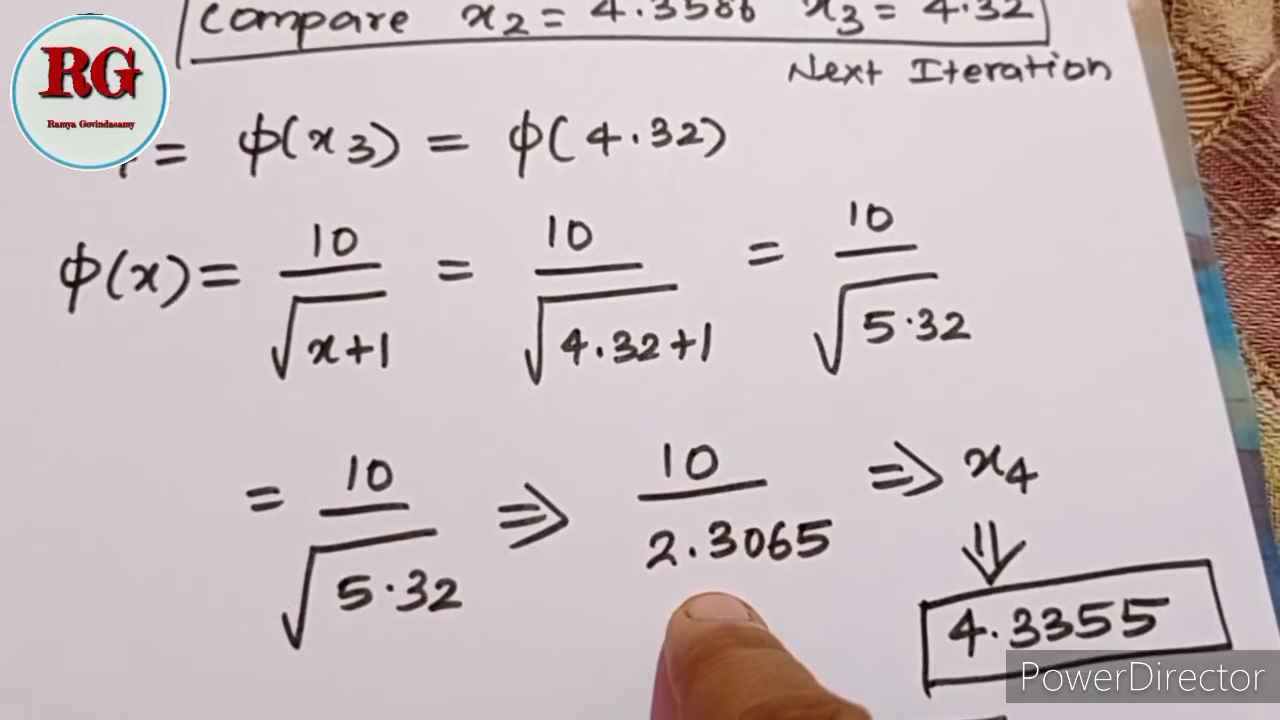 compare x₂ = 4.3586 x₃ = 4.32
Next Iteration
RG
Ramya Govindasamy
= ϕ(x₃) = ϕ(4.32)
ϕ(x) = 10/√(x+1) = 10/√(4.32+1) = 10/√5.32
= 10/√5.32 ⇒ 10/2.3065 ⇒ x₄
⇓
4.3355
PowerDirector